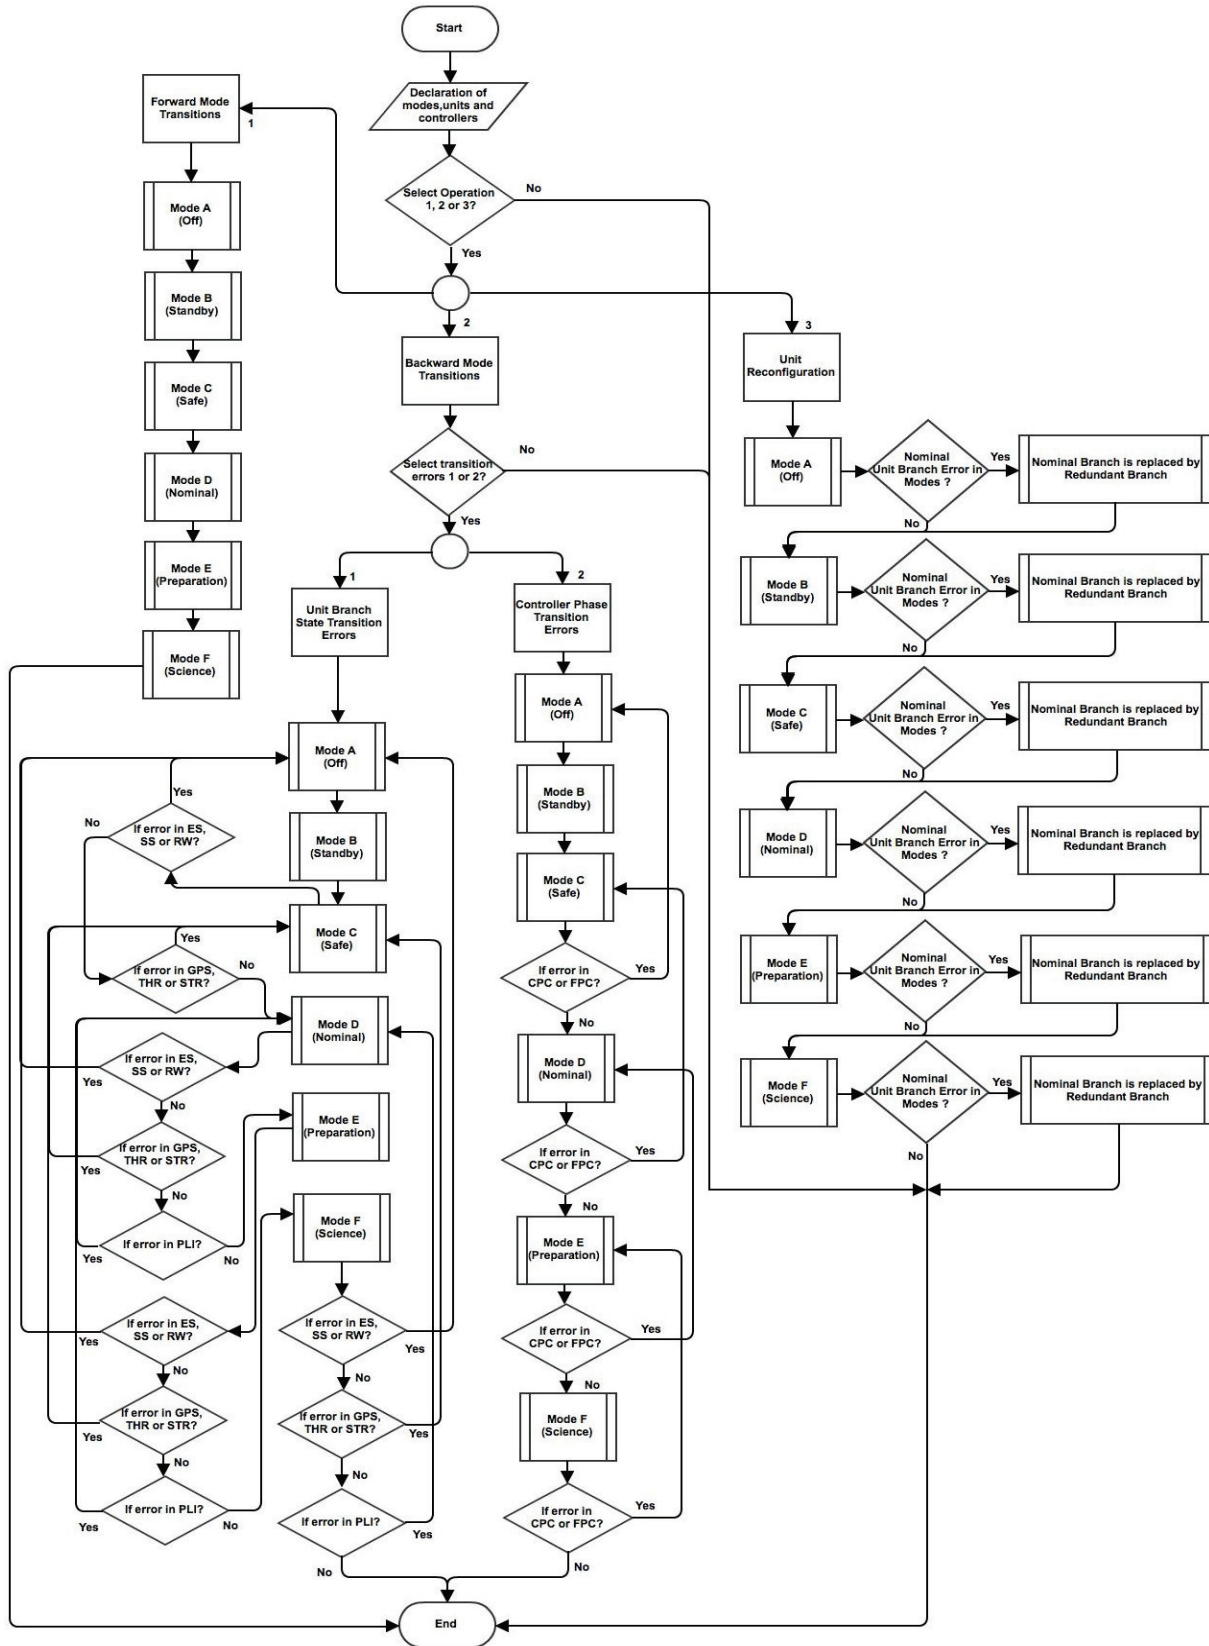 Start
Declaration of
modes,units and
controllers
Select Operation
1, 2 or 3?
No
Yes
1
Forward Mode
Transitions
Mode A
(Off)
Mode B
(Standby)
Mode C
(Safe)
Mode D
(Nominal)
Mode E
(Preparation)
Mode F
(Science)
2
Backward Mode
Transitions
Select transition
errors 1 or 2?
No
Yes
1
Unit Branch
State Transition
Errors
Mode A
(Off)
Mode B
(Standby)
Mode C
(Safe)
If error in ES,
SS or RW?
Yes
No
If error in GPS,
THR or STR?
Yes
No
Mode D
(Nominal)
If error in ES,
SS or RW?
Yes
No
If error in GPS,
THR or STR?
Yes
No
If error in PLI?
Yes
No
Mode E
(Preparation)
If error in ES,
SS or RW?
Yes
No
If error in GPS,
THR or STR?
Yes
No
If error in PLI?
Yes
No
Mode F
(Science)
If error in ES,
SS or RW?
Yes
No
If error in GPS,
THR or STR?
Yes
No
If error in PLI?
Yes
No
2
Controller Phase
Transition
Errors
Mode A
(Off)
Mode B
(Standby)
Mode C
(Safe)
If error in
CPC or FPC?
Yes
No
Mode D
(Nominal)
If error in
CPC or FPC?
Yes
No
Mode E
(Preparation)
If error in
CPC or FPC?
Yes
No
Mode F
(Science)
If error in
CPC or FPC?
Yes
No
3
Unit
Reconfiguration
Mode A
(Off)
Nominal
Unit Branch Error in
Modes ?
Yes
No
Nominal Branch is replaced by
Redundant Branch
Mode B
(Standby)
Nominal
Unit Branch Error in
Modes ?
Yes
No
Nominal Branch is replaced by
Redundant Branch
Mode C
(Safe)
Nominal
Unit Branch Error in
Modes ?
Yes
No
Nominal Branch is replaced by
Redundant Branch
Mode D
(Nominal)
Nominal
Unit Branch Error in
Modes ?
Yes
No
Nominal Branch is replaced by
Redundant Branch
Mode E
(Preparation)
Nominal
Unit Branch Error in
Modes ?
Yes
No
Nominal Branch is replaced by
Redundant Branch
Mode F
(Science)
Nominal
Unit Branch Error in
Modes ?
Yes
No
Nominal Branch is replaced by
Redundant Branch
End